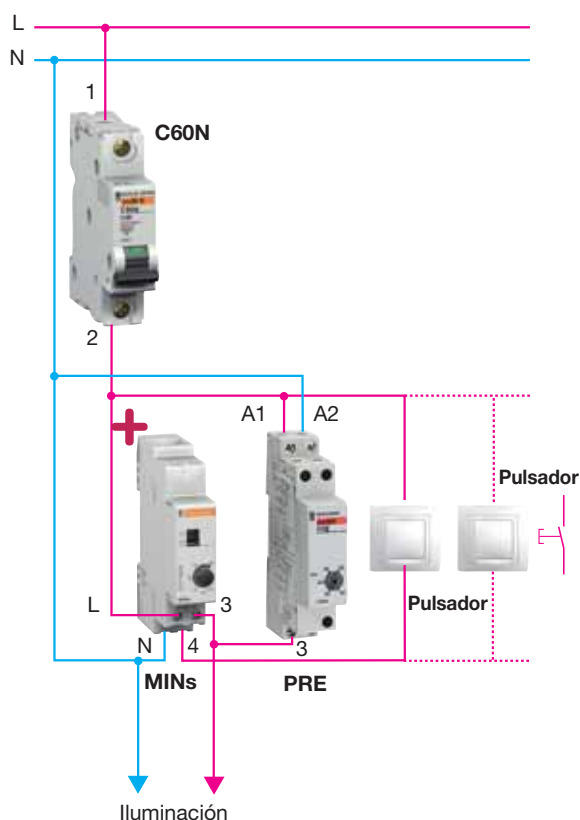 L
N
1
C60N
2
A1 A2
Pulsador
L 3
Pulsador
N 4 3
MINs PRE
Iluminación